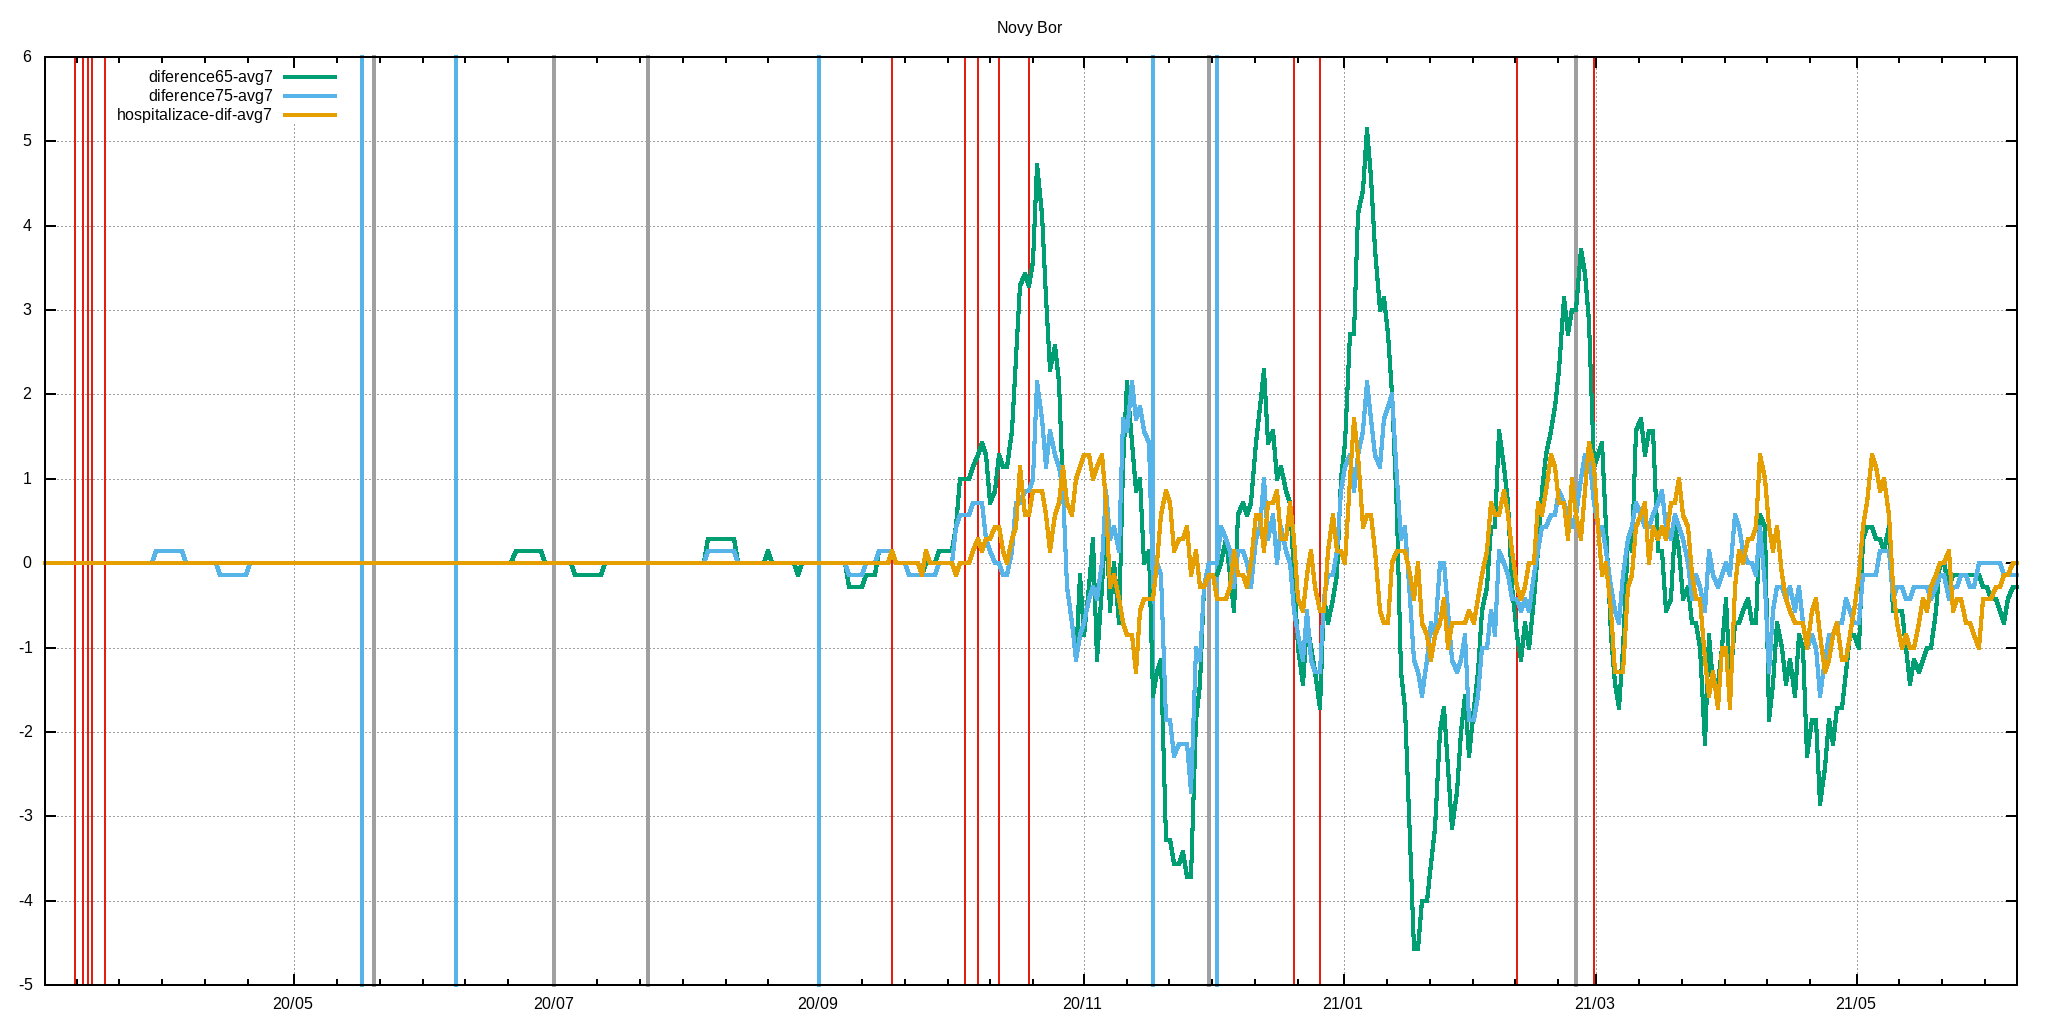 Novy Bor
diference65-avg7
diference75-avg7
hospitalizace-dif-avg7
6
5
4
3
2
1
0
-1
-2
-3
-4
-5
20/05 20/07 20/09 20/11 21/01 21/03 21/05